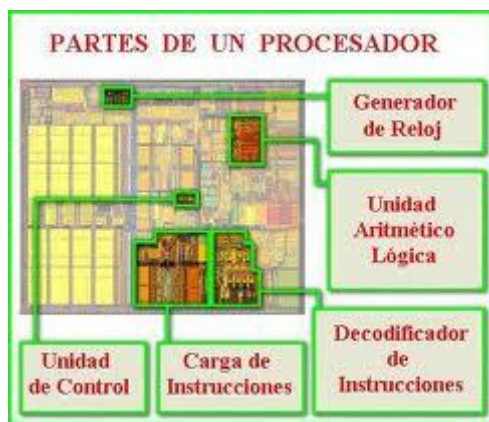 PARTES DE UN PROCESADOR
Generador
de Reloj
Unidad
Aritmético
Lógica
Decodificador
de
Instrucciones
Unidad
de Control
Carga de
Instrucciones